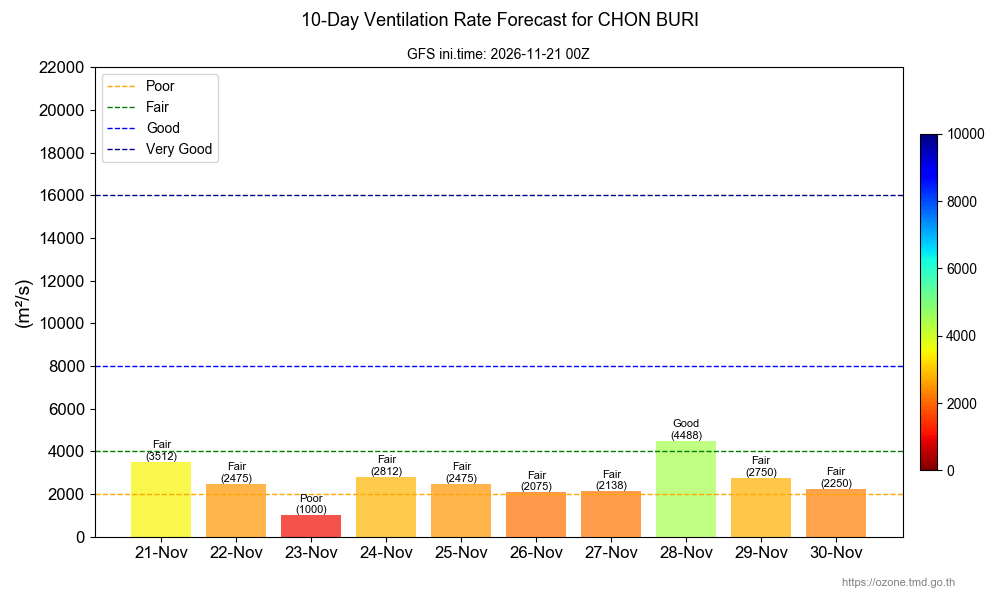 10-Day Ventilation Rate Forecast for CHON BURI
GFS ini.time: 2026-11-21 00Z
Poor
Fair
Good
Very Good
(m²/s)
22000
20000
18000
16000
14000
12000
10000
8000
6000
4000
2000
0
Fair
(3512)
Fair
(2475)
Poor
(1000)
Fair
(2812)
Fair
(2475)
Fair
(2075)
Fair
(2138)
Good
(4488)
Fair
(2750)
Fair
(2250)
21-Nov 22-Nov 23-Nov 24-Nov 25-Nov 26-Nov 27-Nov 28-Nov 29-Nov 30-Nov
10000
8000
6000
4000
2000
0
https://ozone.tmd.go.th